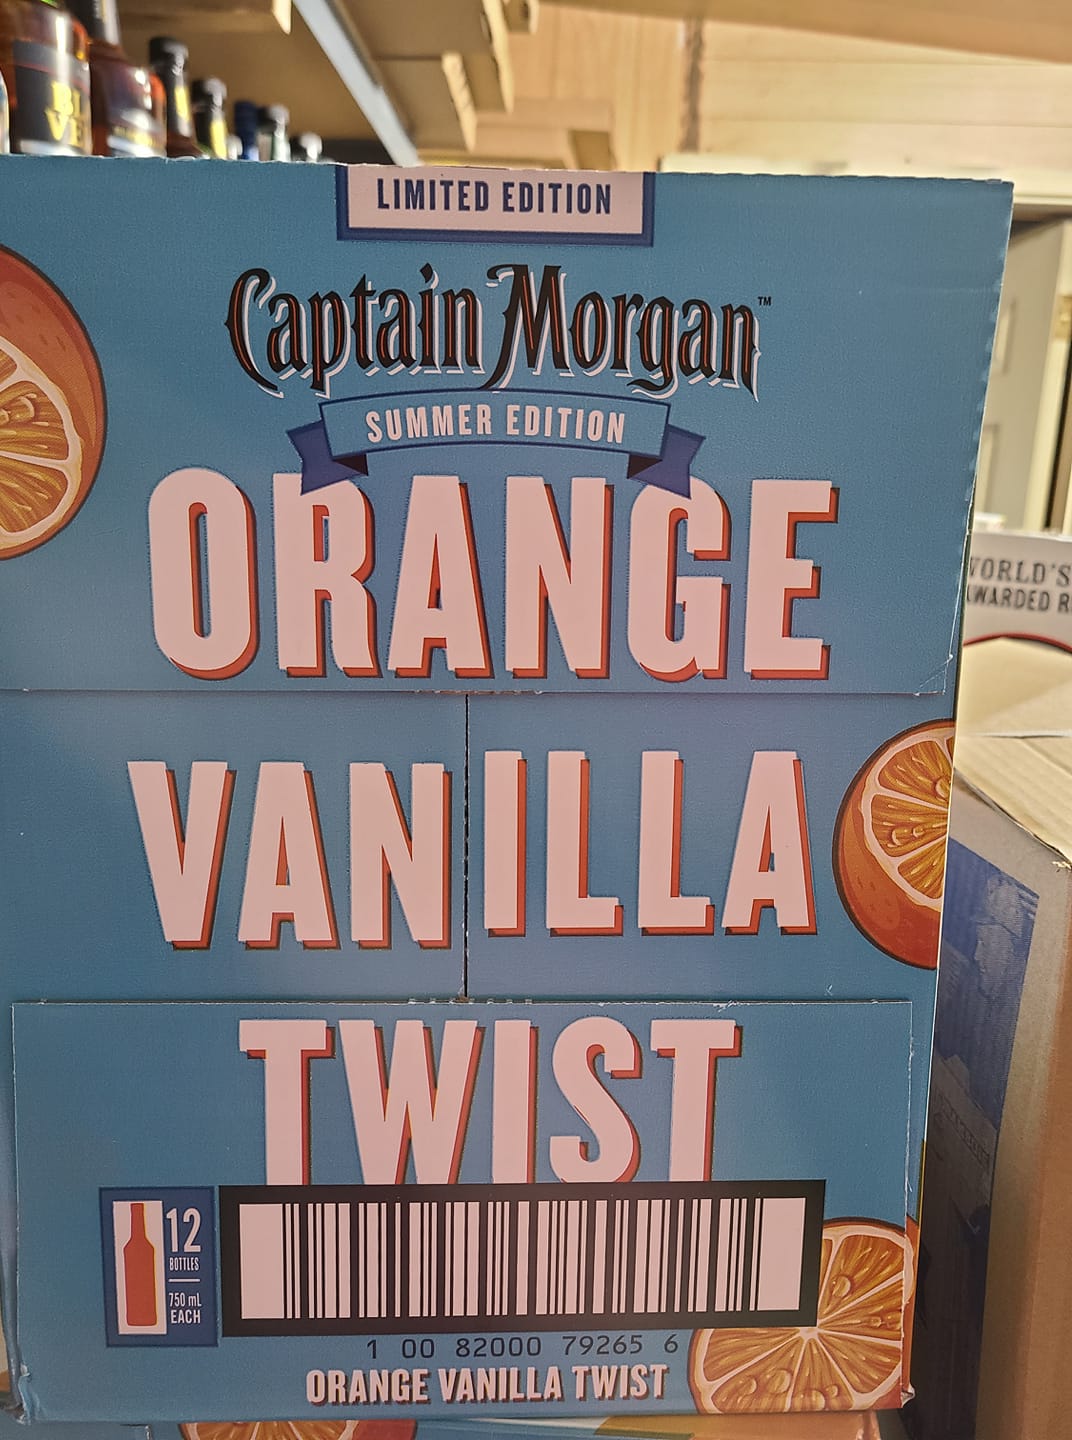 LIMITED EDITION
Captain Morgan™
SUMMER EDITION
ORANGE
VANILLA
TWIST
12
BOTTLES
750 mL
EACH
1 00 82000 79265 6
ORANGE VANILLA TWIST
WORLD'S
AWARDED